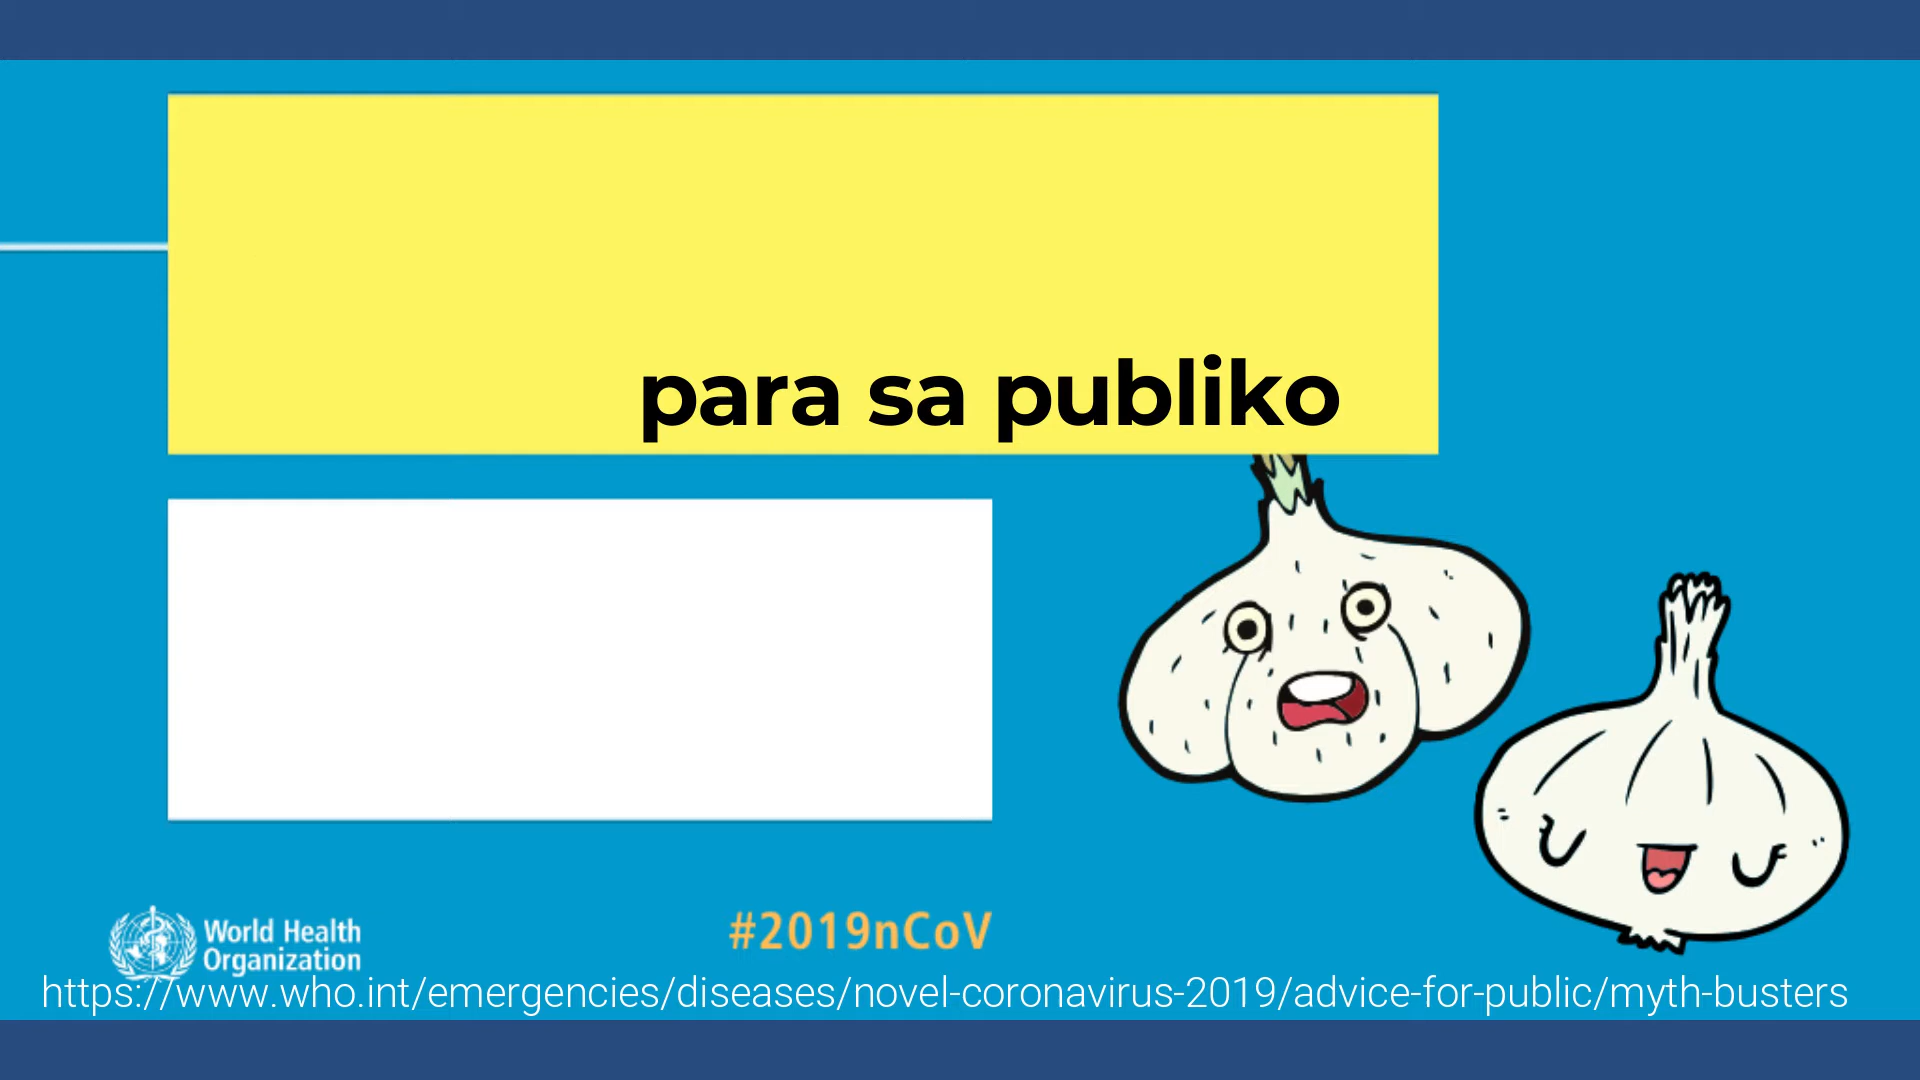 para sa publiko
World Health
Organization
#2019nCoV
https://www.who.int/emergencies/diseases/novel-coronavirus-2019/advice-for-public/myth-busters